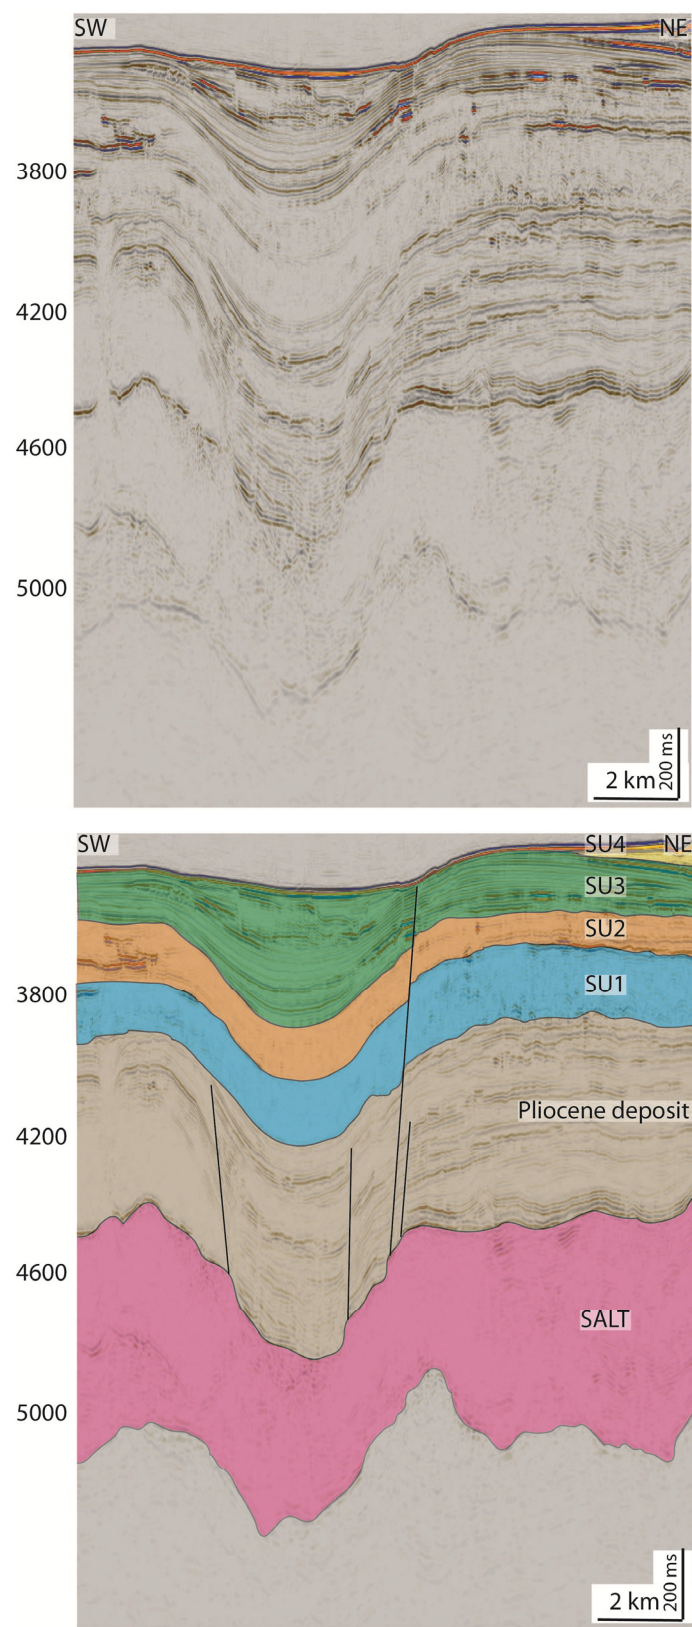 SW NE
3800
4200
4600
5000
200 ms
2 km
SW SU4 NE
SU3
SU2
SU1
3800
Pliocene deposit
4200
4600
SALT
5000
200 ms
2 km